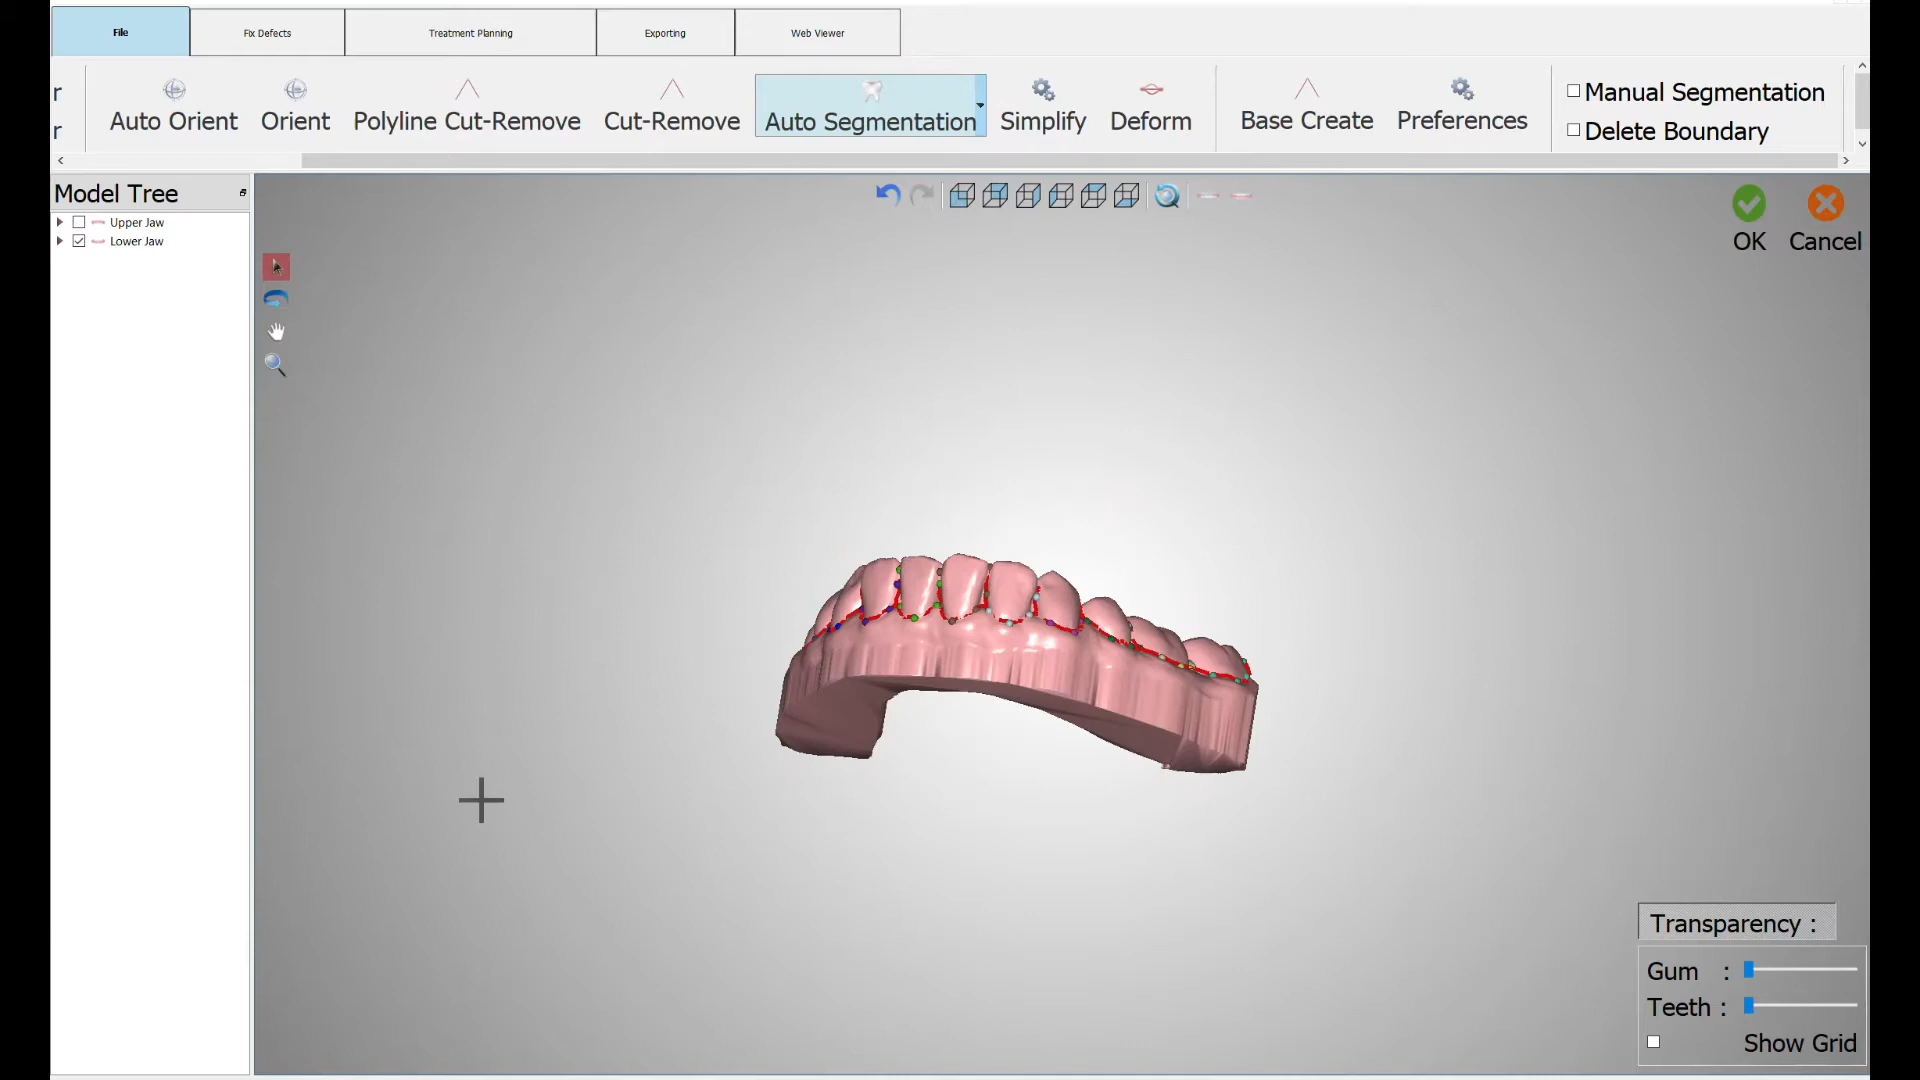 File
Fix Defects
Treatment Planning
Exporting
Web Viewer
r
r
Auto Orient
Orient
Polyline Cut-Remove
Cut-Remove
Auto Segmentation
Simplify
Deform
Base Create
Preferences
Manual Segmentation
Delete Boundary
Model Tree
Upper Jaw
Lower Jaw
OK
Cancel
Transparency :
Gum :
Teeth :
Show Grid